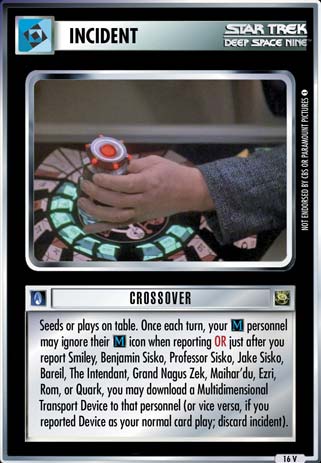 INCIDENT
STAR TREK
DEEP SPACE NINE
NOT ENDORSED BY CBS OR PARAMOUNT PICTURES
CROSSOVER
Seeds or plays on table. Once each turn, your M personnel
may ignore their M icon when reporting OR just after you
report Smiley, Benjamin Sisko, Professor Sisko, Jake Sisko,
Bareil, The Intendant, Grand Nagus Zek, Maihar'du, Ezri,
Rom, or Quark, you may download a Multidimensional
Transport Device to that personnel (or vice versa, if you
reported Device as your normal card play; discard incident).
16 V